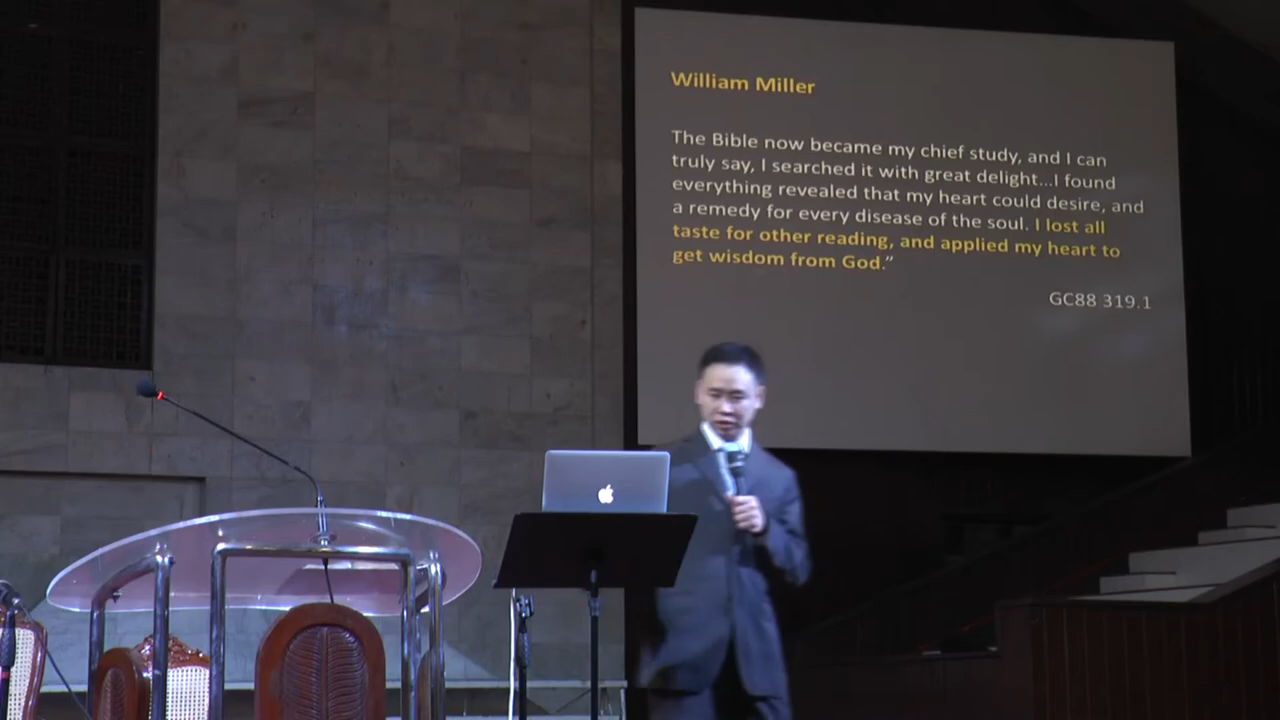 William Miller
The Bible now became my chief study, and I can
truly say, I searched it with great delight...I found
everything revealed that my heart could desire, and
a remedy for every disease of the soul. I lost all
taste for other reading, and applied my heart to
get wisdom from God.”
GC88 319.1